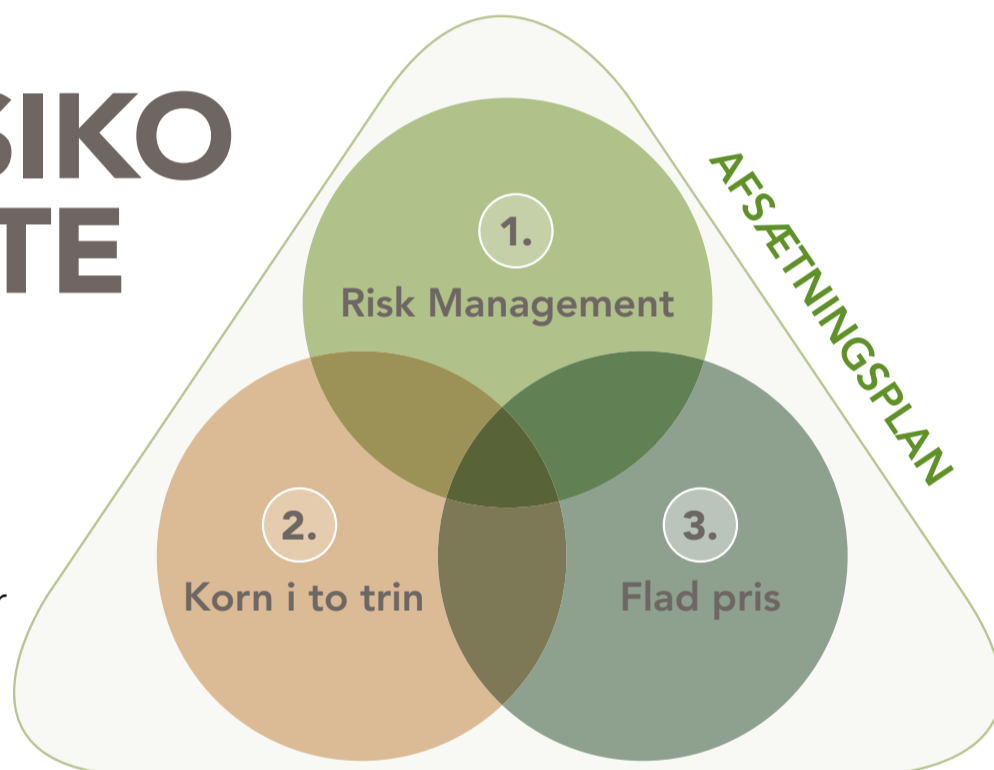 SIKO
TE
AFSÆTNINGSPLAN
1.
Risk Management
2.
Korn i to trin
3.
Flad pris
r